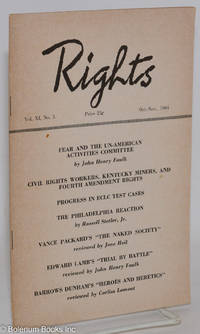 Rights
Vol. XI, No. 3
Price 25¢
Oct-Nov., 1964
FEAR AND THE UN-AMERICAN
ACTIVITIES COMMITTEE
by John Henry Faulk
CIVIL RIGHTS WORKERS, KENTUCKY MINERS, AND
FOURTH AMENDMENT RIGHTS
PROGRESS IN ECLC TEST CASES
THE PHILADELPHIA REACTION
by Russell Stetler, Jr.
VANCE PACKARD'S "THE NAKED SOCIETY"
reviewed by Jove Hail
EDWARD LAMB'S "TRIAL BY BATTLE"
reviewed by John Henry Faulk
BARROWS DUNHAM'S "HEROES AND HERETICS"
reviewed by Corliss Lamont
Bolerium Books Inc.